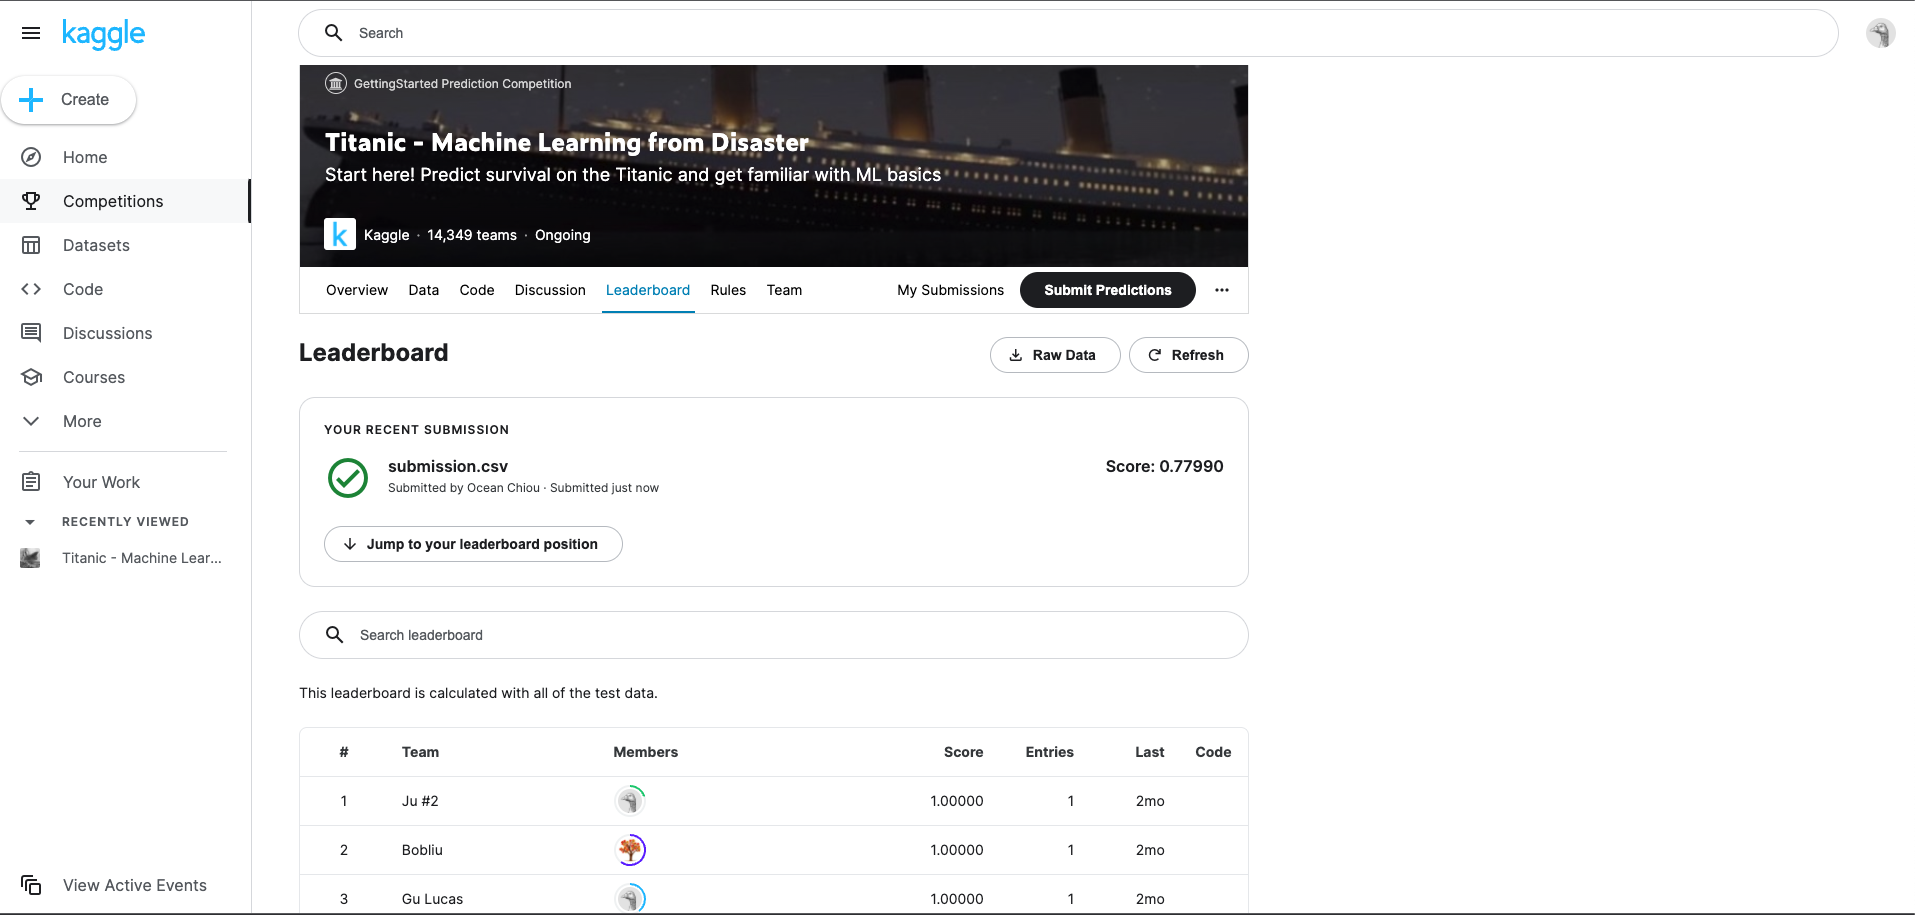 kaggle
Search
Create
Home
Competitions
Datasets
Code
Discussions
Courses
More
Your Work
RECENTLY VIEWED
Titanic - Machine Lear...
View Active Events
GettingStarted Prediction Competition
Titanic - Machine Learning from Disaster
Start here! Predict survival on the Titanic and get familiar with ML basics
k Kaggle · 14,349 teams · Ongoing
Overview Data Code Discussion Leaderboard Rules Team My Submissions Submit Predictions ...
Leaderboard Raw Data Refresh
YOUR RECENT SUBMISSION
submission.csv Score: 0.77990
Submitted by Ocean Chiou · Submitted just now
Jump to your leaderboard position
Search leaderboard
This leaderboard is calculated with all of the test data.
# Team Members Score Entries Last Code
1 Ju #2 1.00000 1 2mo
2 Bobliu 1.00000 1 2mo
3 Gu Lucas 1.00000 1 2mo